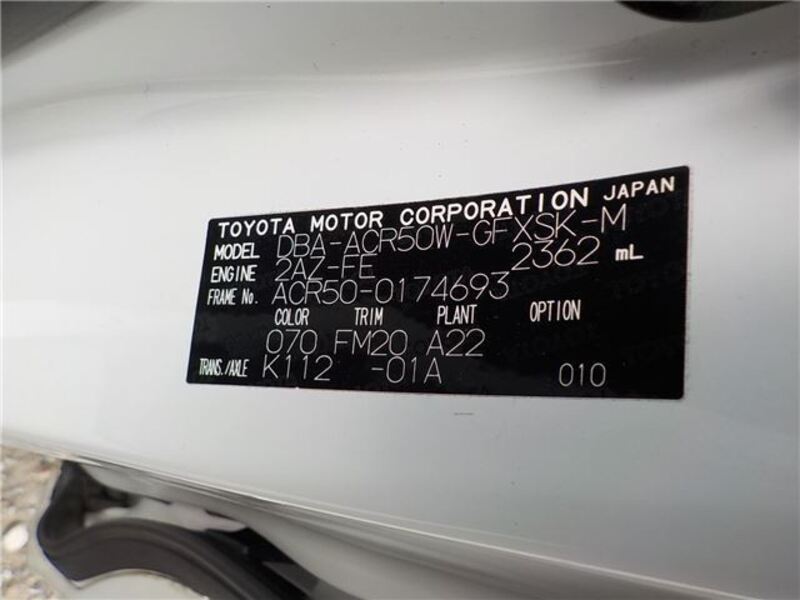 TOYOTA MOTOR CORPORATION JAPAN
MODEL DBA-ACR50W-GFXSK-M
ENGINE 2AZ-FE 2362 mL
FRAME No. ACR50-0174693
COLOR TRIM PLANT OPTION
070 FM20 A22
TRANS./AXLE K112 -01A 010